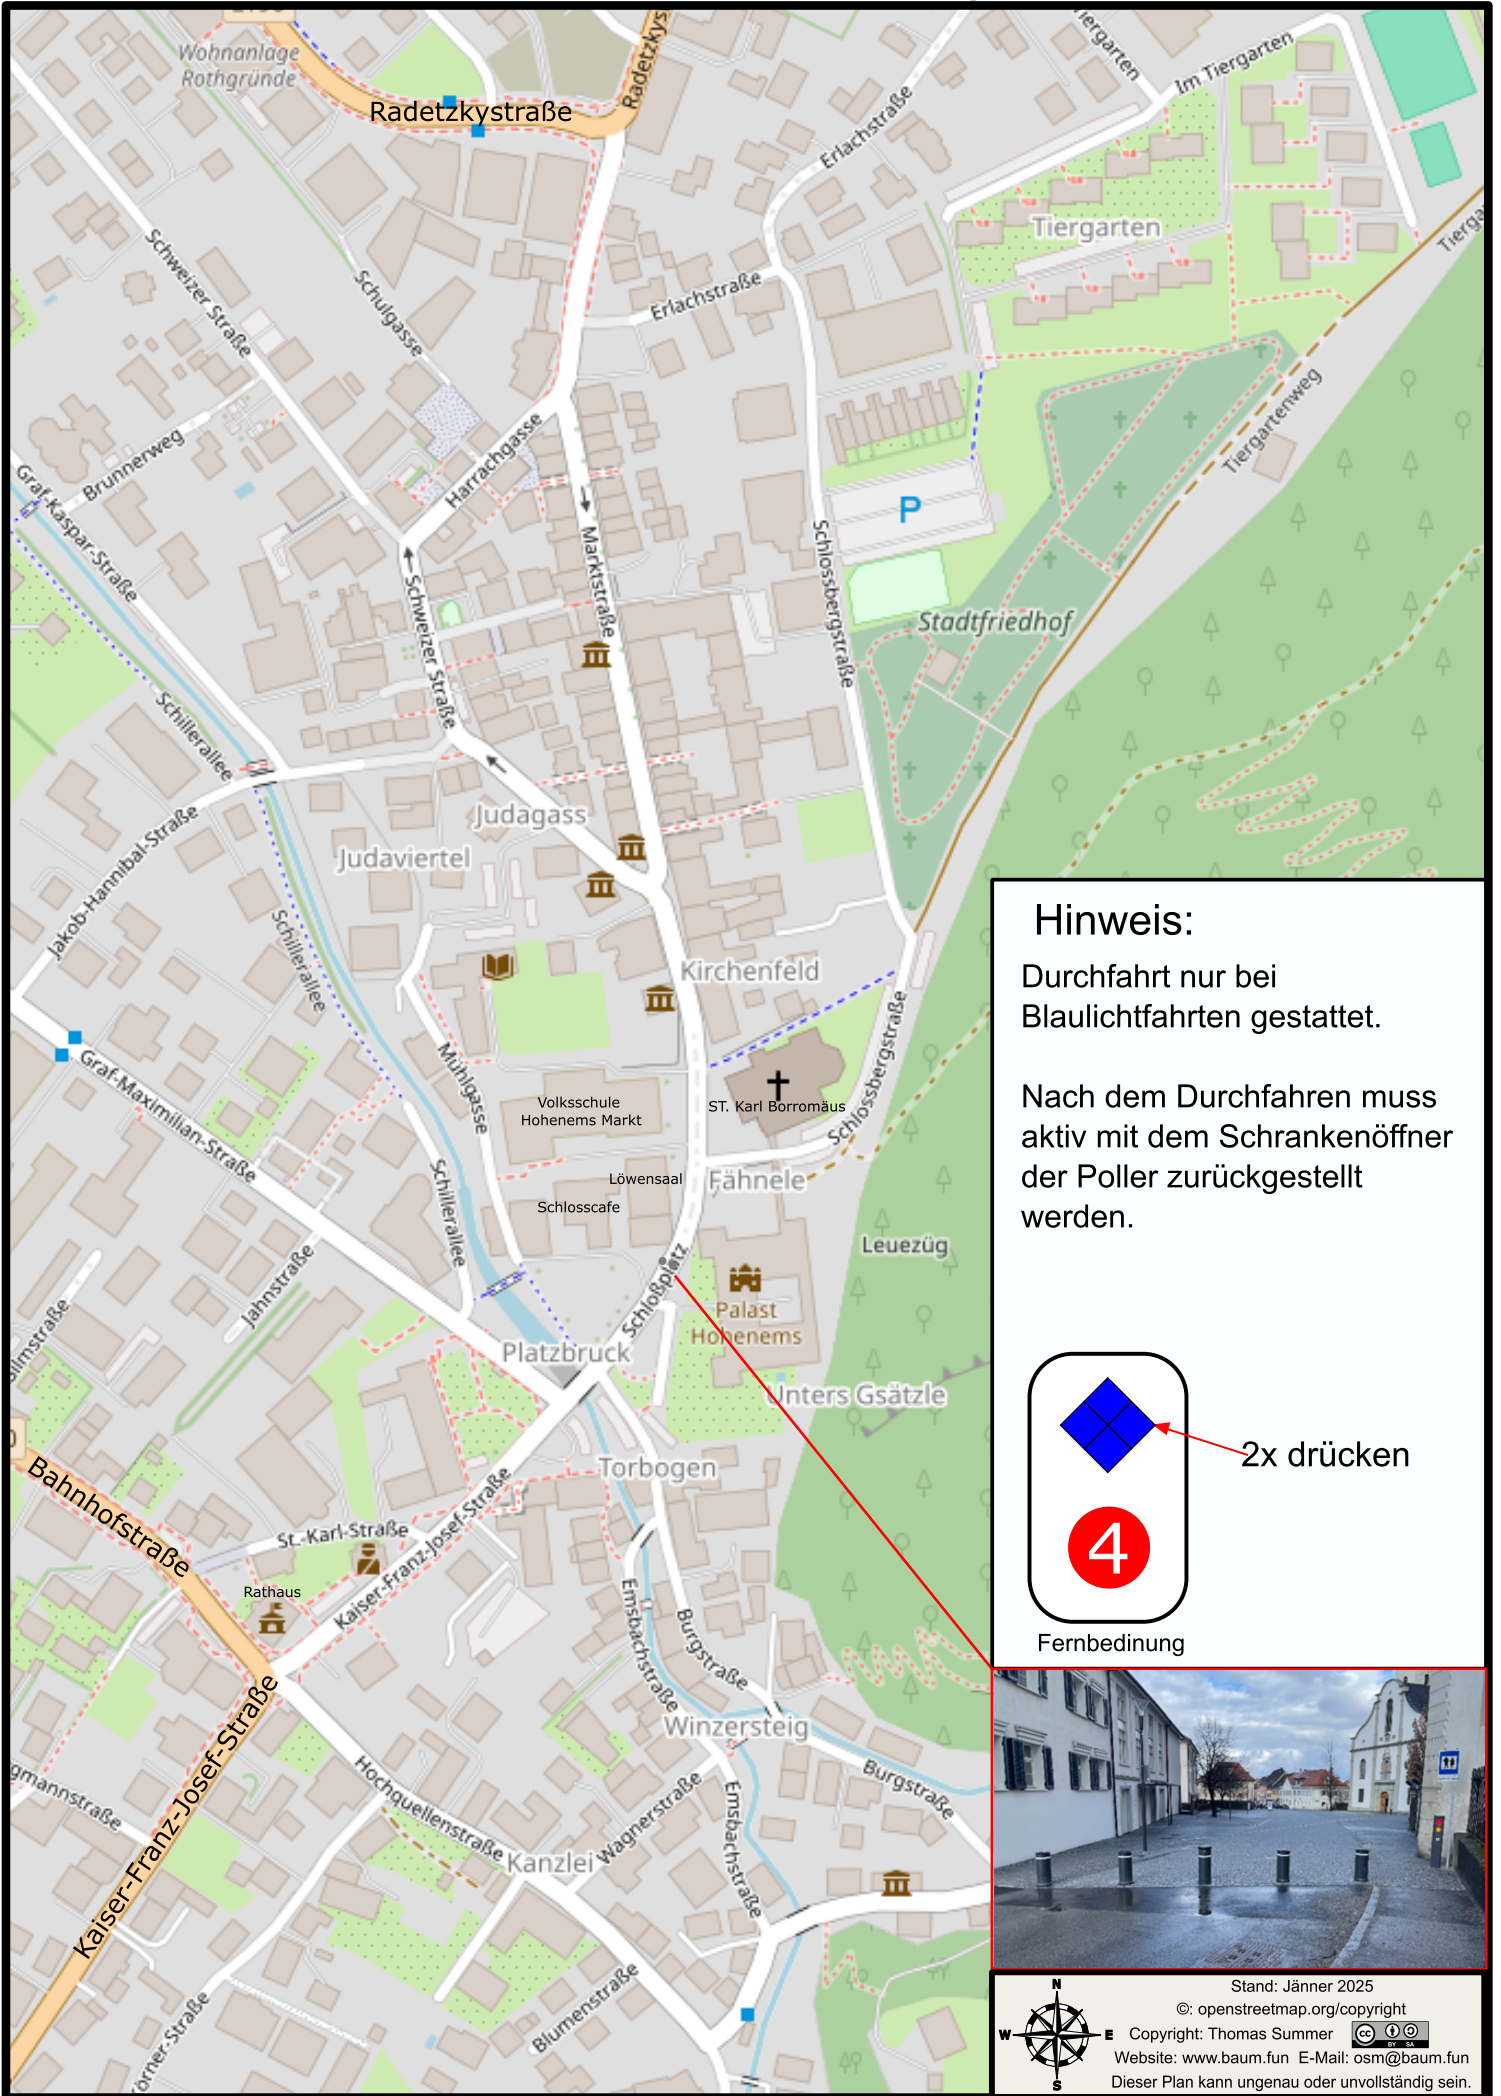 Wohnanlage
Rothgründe
Radetzkystraße
Im Tiergarten
Erlachstraße
Tiergarten
Schweizer Straße
Schulgasse
Erlachstraße
Brunnerweg
Harrachgasse
Tiergartenweg
Graf-Kaspar-Straße
P
Marktstraße
Schlossbergstraße
Schweizer Straße
Stadtfriedhof
Schillerallee
Judagass
Judaviertel
Jakob-Hannibal-Straße
Schillerallee
Kirchenfeld
Schlossbergstraße
Graf-Maximilian-Straße
Mühlgasse
Volksschule
Hohenems Markt
ST. Karl Borromäus
Schillerallee
Löwensaal
Fähnele
Schlosscafe
Leuezüg
Jahnstraße
Schloßplatz
Palast
Hohenems
Platzbruck
Unters Gsätzle
Torbogen
Bahnhofstraße
St.-Karl-Straße
Kaiser-Franz-Josef-Straße
Rathaus
Emsbachstraße
Burgstraße
Kaiser-Franz-Josef-Straße
Winzersteig
Hochquellenstraße
Burgstraße
Wagnerstraße
Emsbachstraße
Kanzlei
Blumenstraße
Hinweis:
Durchfahrt nur bei
Blaulichtfahrten gestattet.
Nach dem Durchfahren muss
aktiv mit dem Schrankenöffner
der Poller zurückgestellt
werden.
2x drücken
4
Fernbedinung
N
W
E
S
Stand: Jänner 2025
©: openstreetmap.org/copyright
Copyright: Thomas Summer
cc BY SA
Website: www.baum.fun E-Mail: osm@baum.fun
Dieser Plan kann ungenau oder unvollständig sein.